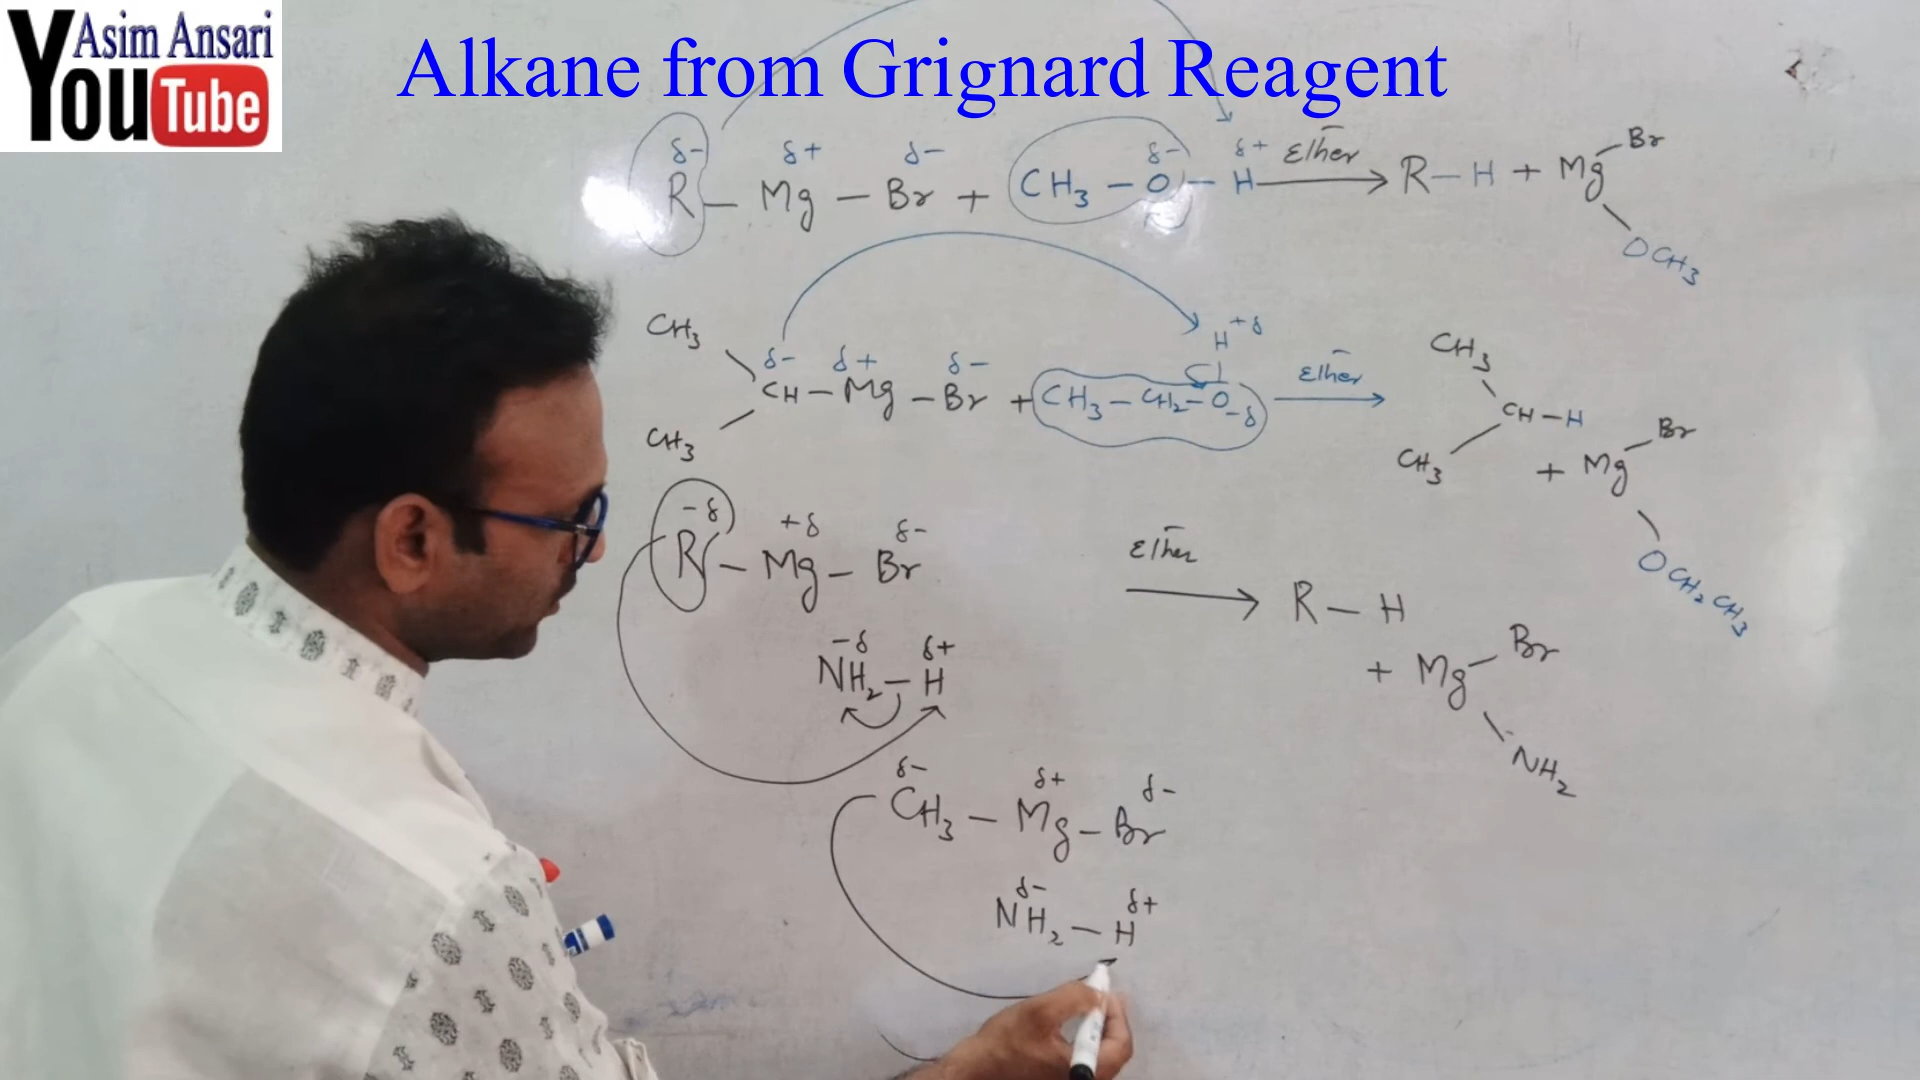 Asim Ansari
YouTube
Alkane from Grignard Reagent
δ- δ+ δ- δ- δ+
R — Mg — Br + CH₃ — O — H Ether → R — H + Mg Br
OCH₃
H +δ
CH₃ CH₃
δ- δ+ δ-
CH — Mg — Br + CH₃ — CH₂ — O -δ Ether → CH — H
CH₃ CH₃ + Mg Br
OCH₂CH₃
-δ +δ δ-
R — Mg — Br Ether → R — H
-δ δ+
NH₂ — H + Mg Br
NH₂
δ- δ+ δ-
CH₃ — Mg — Br
δ- δ+
NH₂ — H